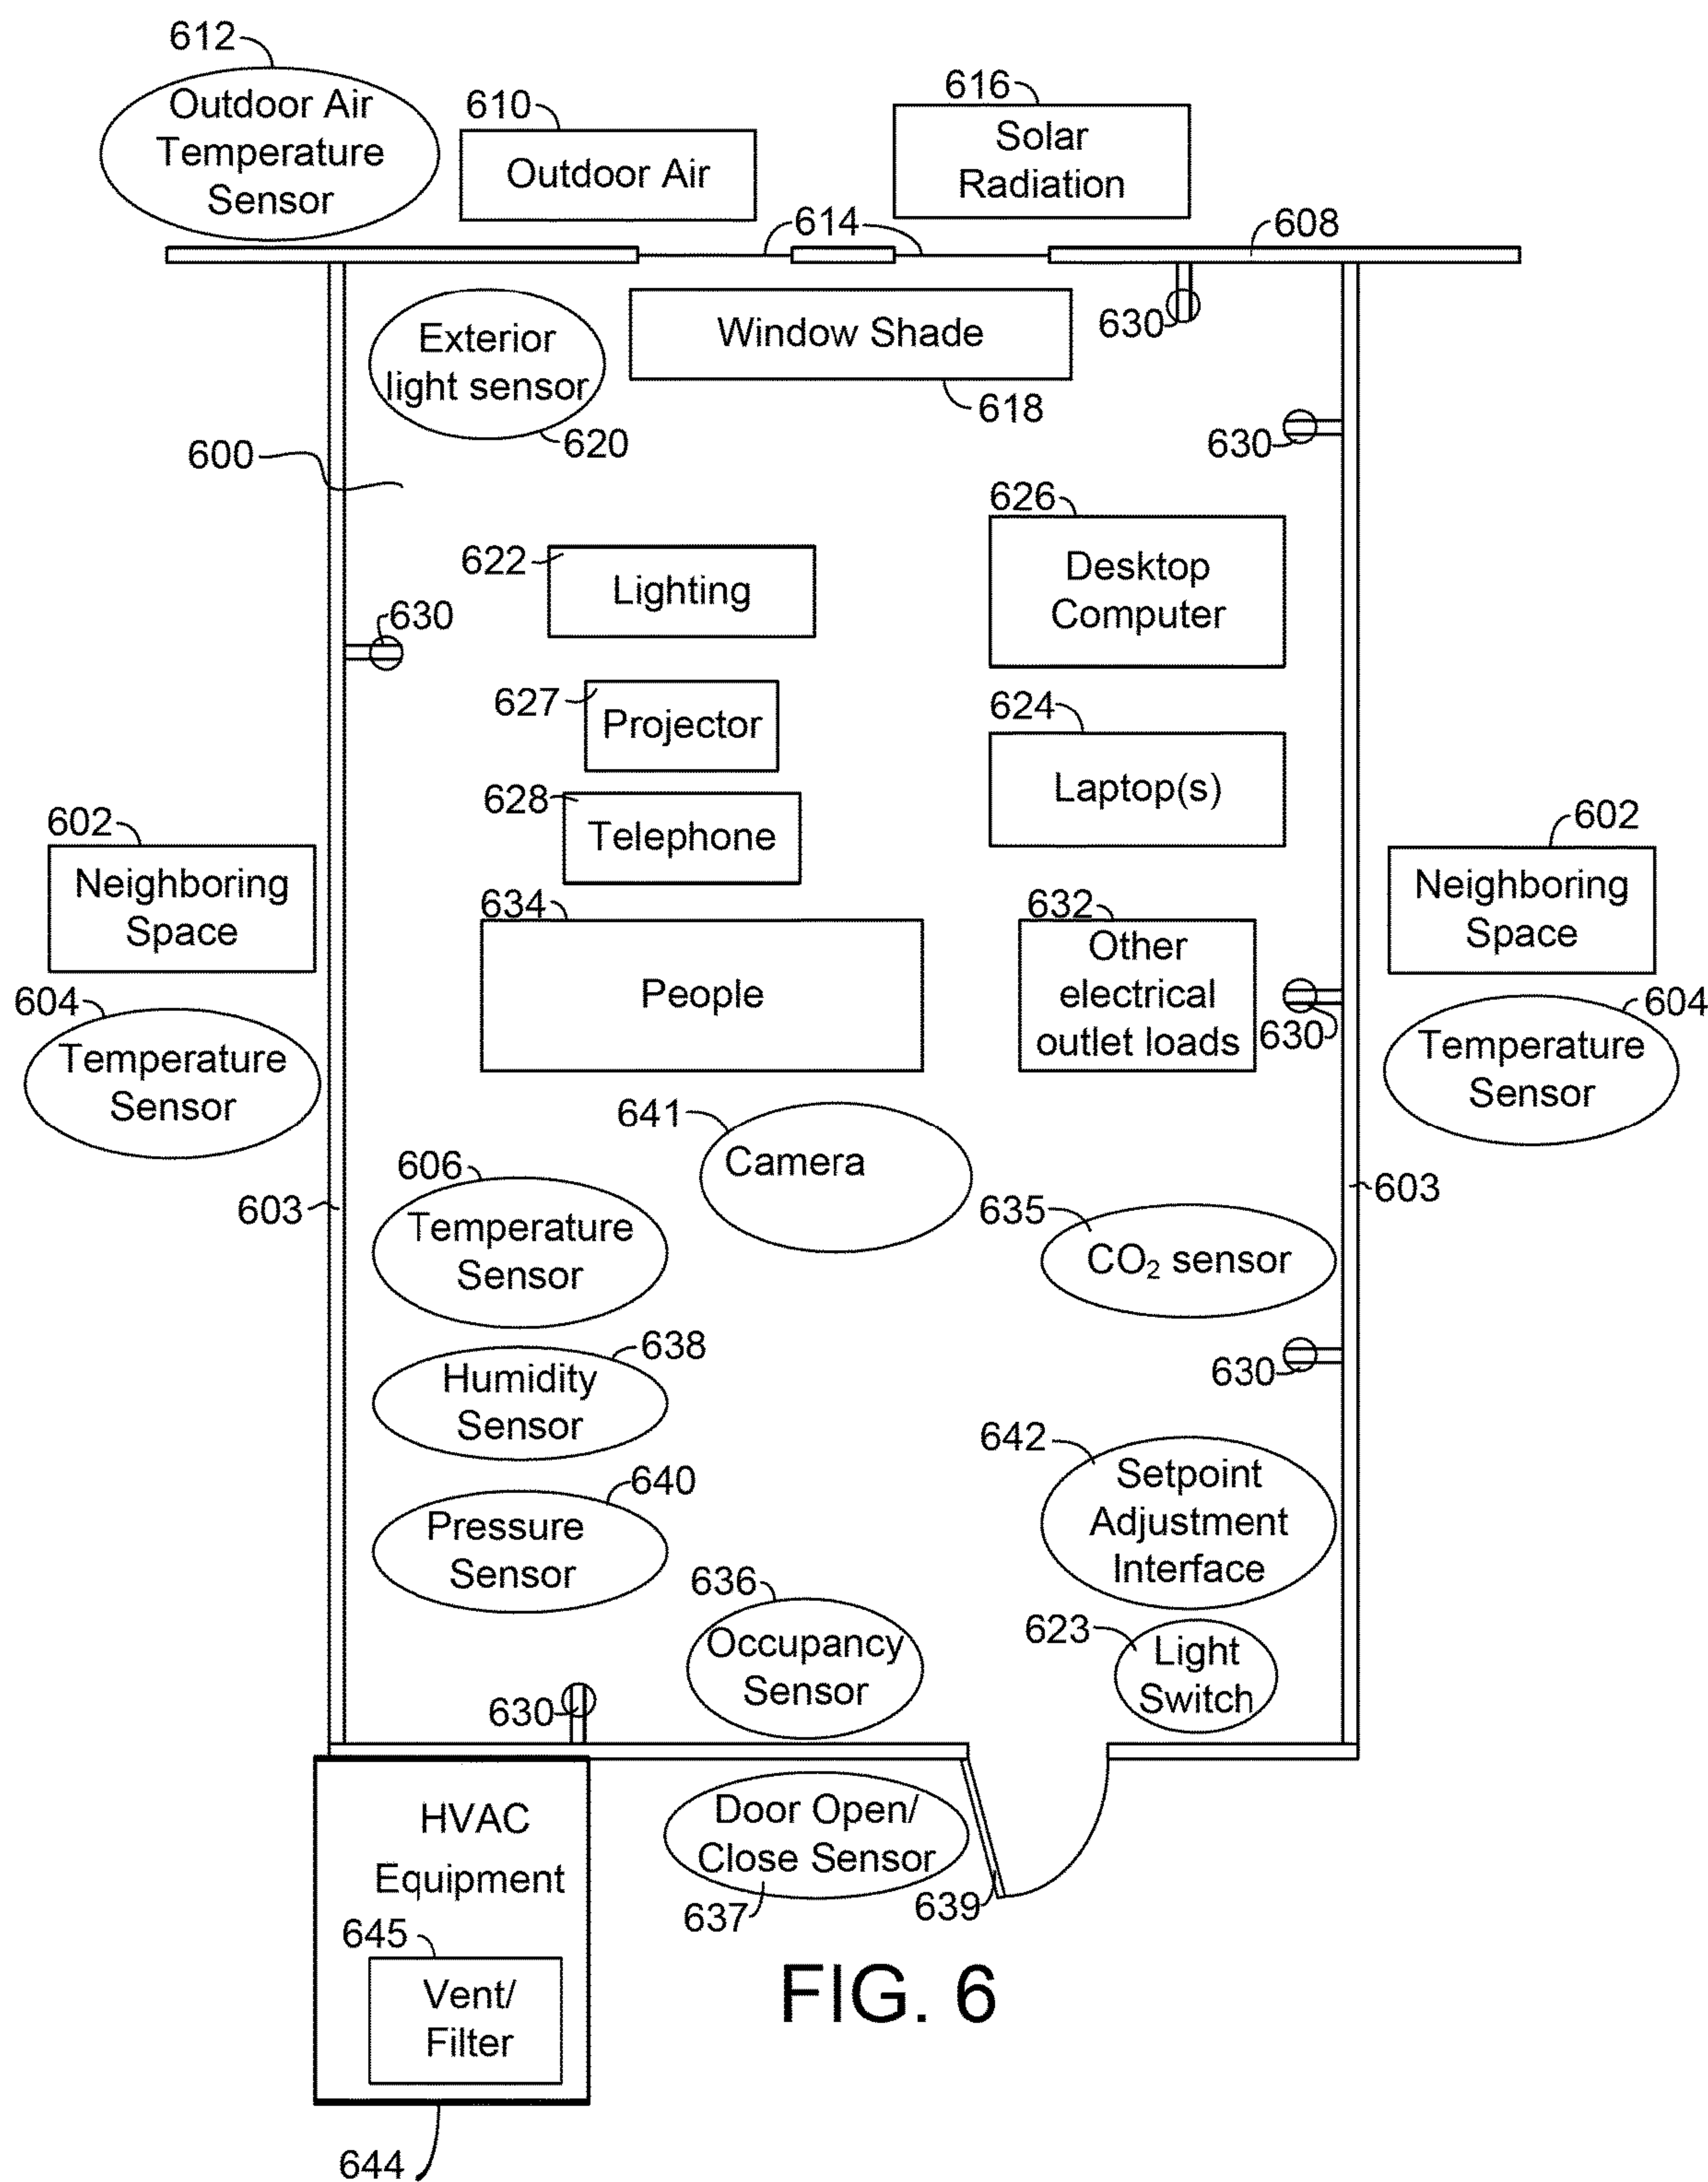 612
Outdoor Air
Temperature
Sensor
610
Outdoor Air
616
Solar
Radiation
614
608
Exterior
light sensor
620
Window Shade
618
630
630
600
622
Lighting
626
Desktop
Computer
630
627
Projector
624
Laptop(s)
628
Telephone
602
Neighboring
Space
602
Neighboring
Space
634
People
632
Other
electrical
outlet loads
630
604
Temperature
Sensor
604
Temperature
Sensor
641
Camera
606
Temperature
Sensor
603
603
635
CO₂ sensor
638
Humidity
Sensor
630
640
Pressure
Sensor
642
Setpoint
Adjustment
Interface
636
Occupancy
Sensor
623
Light
Switch
630
HVAC
Equipment
Door Open/
Close Sensor
637
639
645
Vent/
Filter
644
FIG. 6